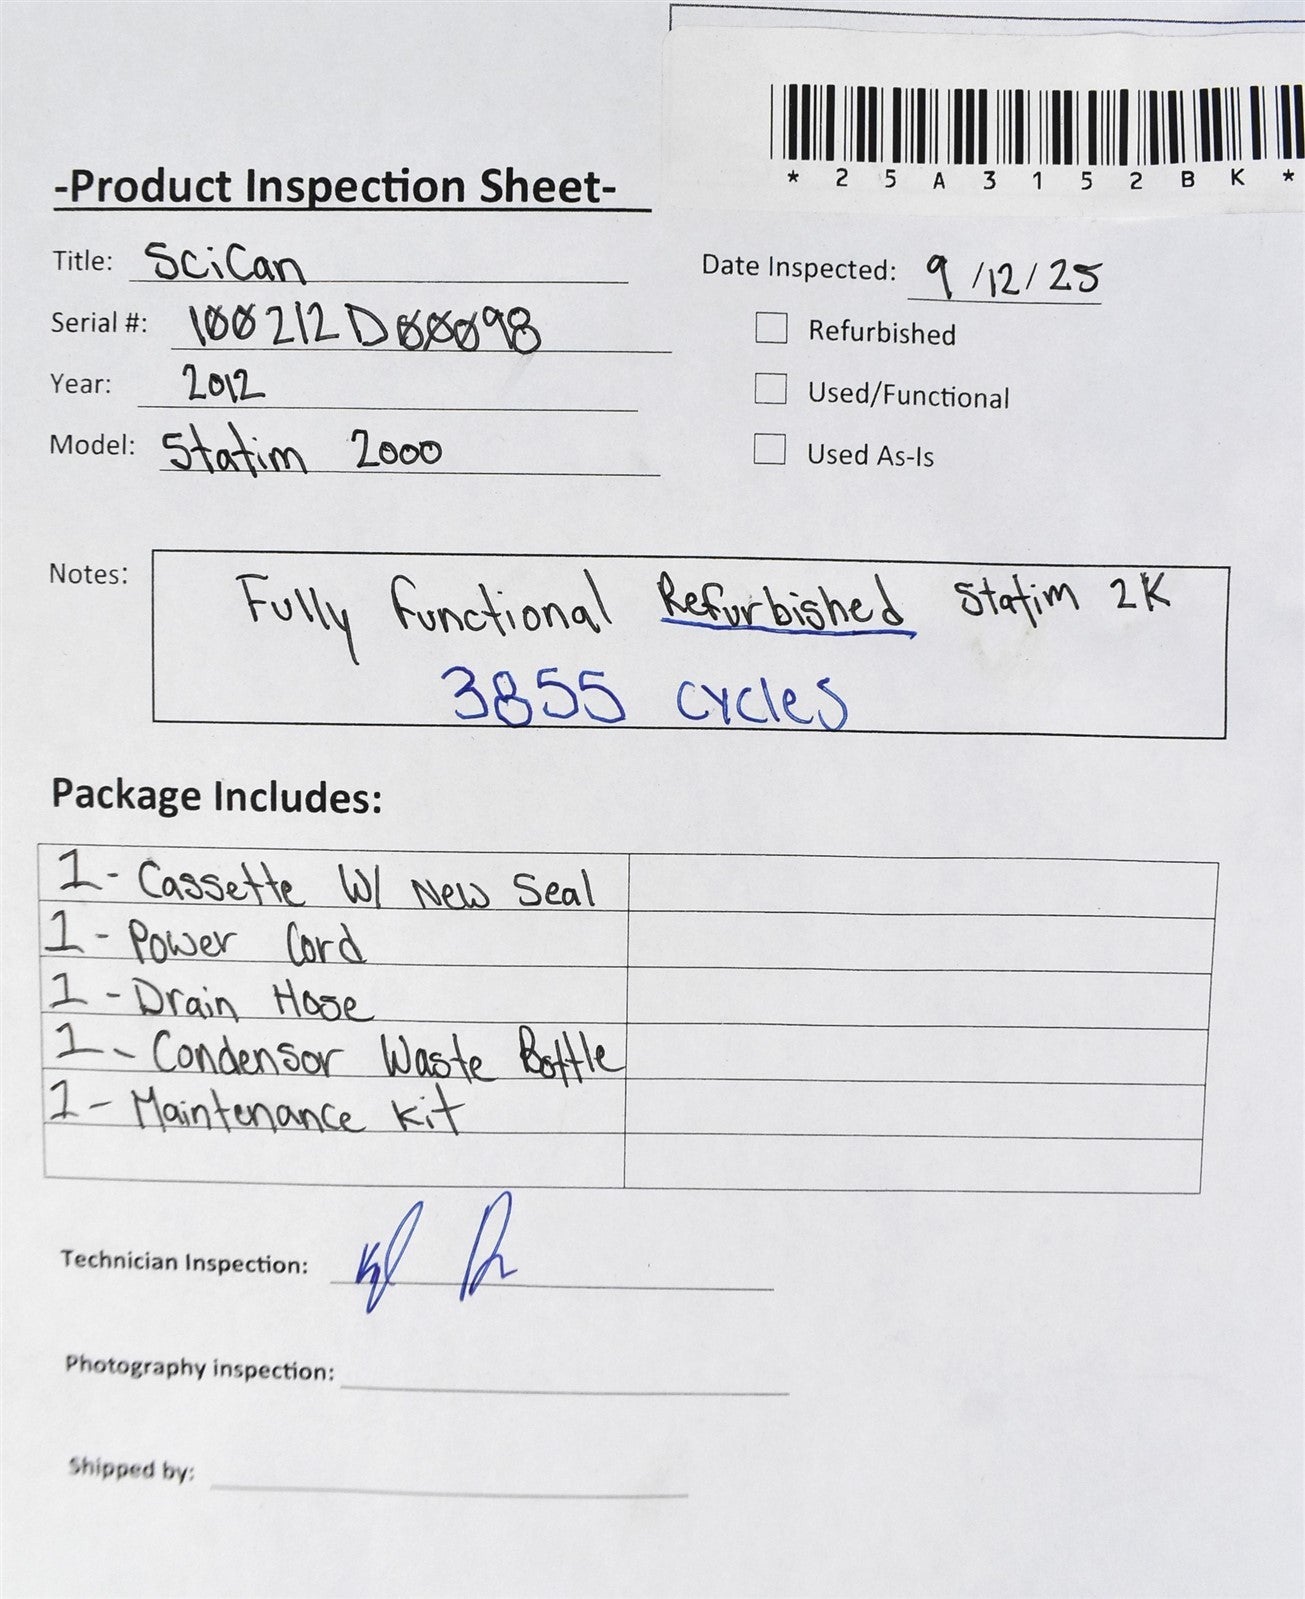 *25A3152BK*
-Product Inspection Sheet-
Title: SciCan
Date Inspected: 9/12/25
Serial #: 100212D00098
Refurbished
Year: 2012
Used/Functional
Model: Statim 2000
Used As-Is
Notes: Fully functional Refurbished Statim 2K
3855 cycles
Package Includes:
1- Cassette W/ New Seal
1- Power Cord
1- Drain Hose
1- Condensor Waste Bottle
1- Maintenance Kit
Technician Inspection:
Photography inspection:
Shipped by: